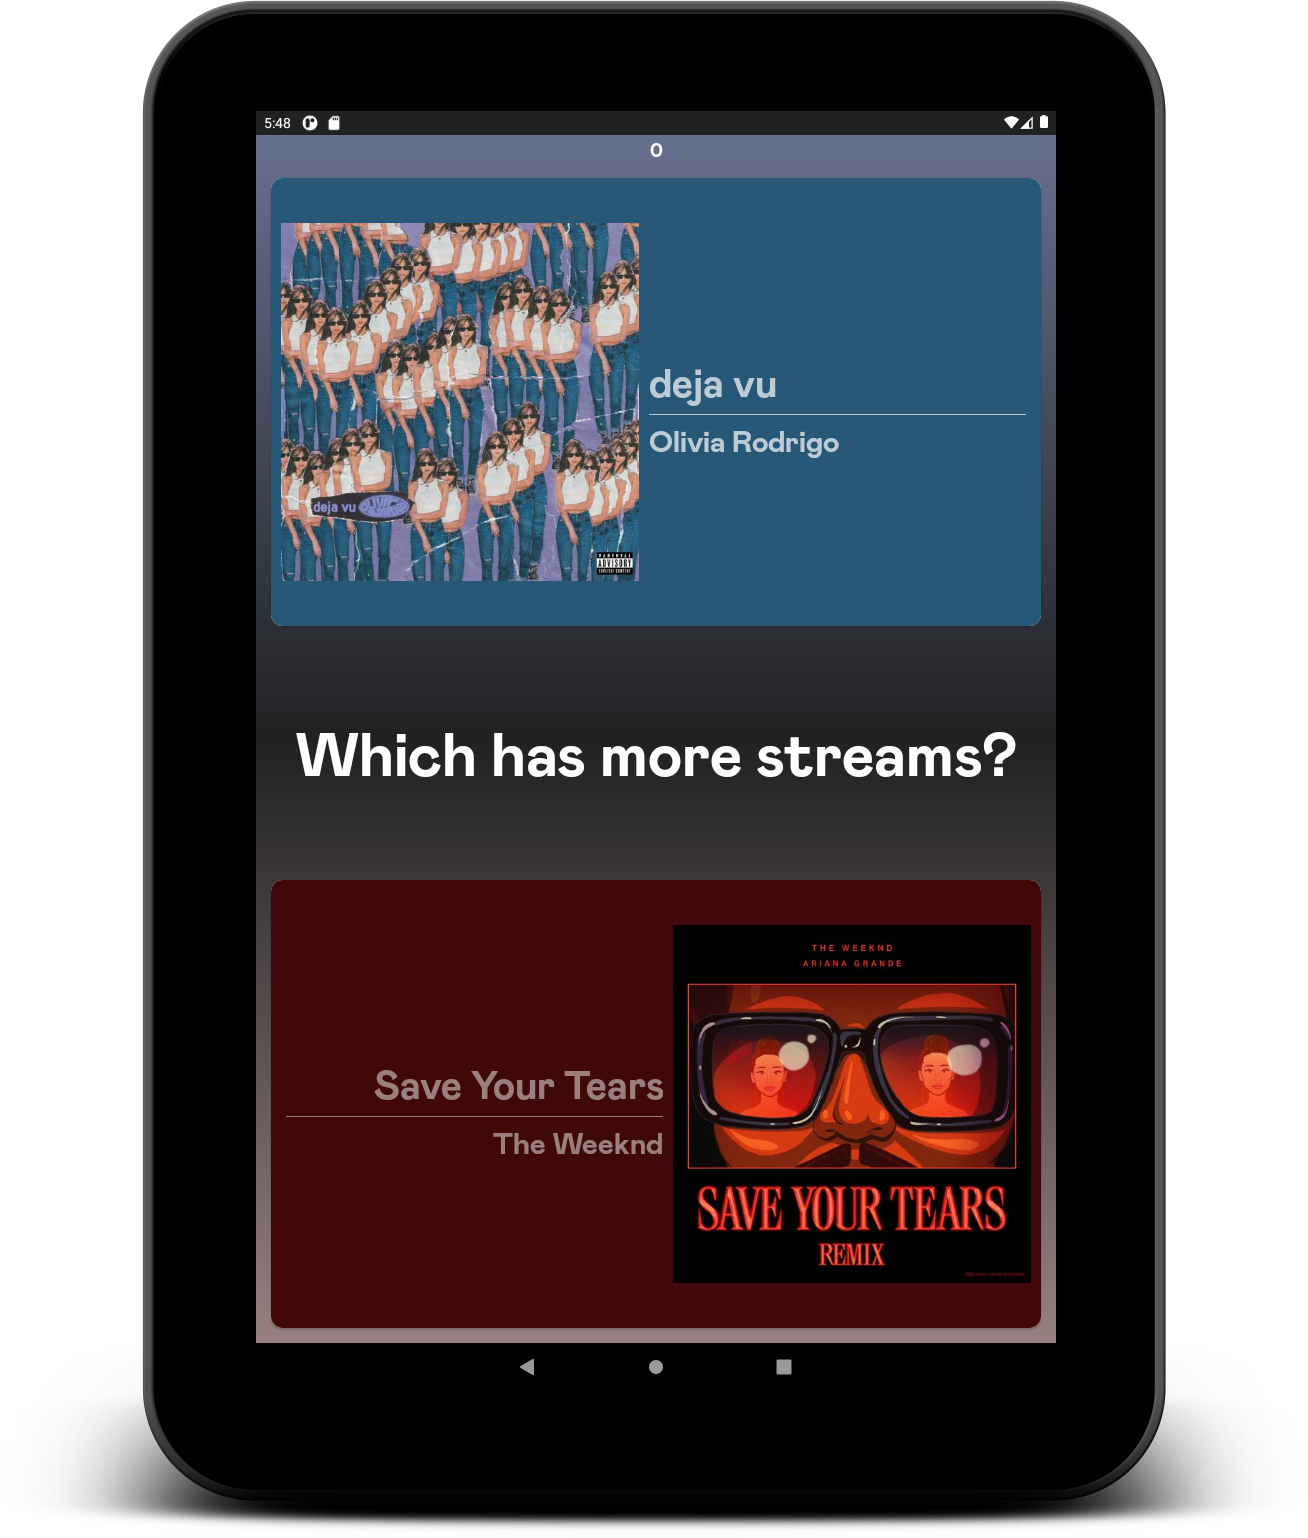 5:48
0
deja vu
PARENTAL
ADVISORY
EXPLICIT CONTENT
deja vu
Olivia Rodrigo
Which has more streams?
Save Your Tears
The Weeknd
THE WEEKND
ARIANA GRANDE
SAVE YOUR TEARS
REMIX